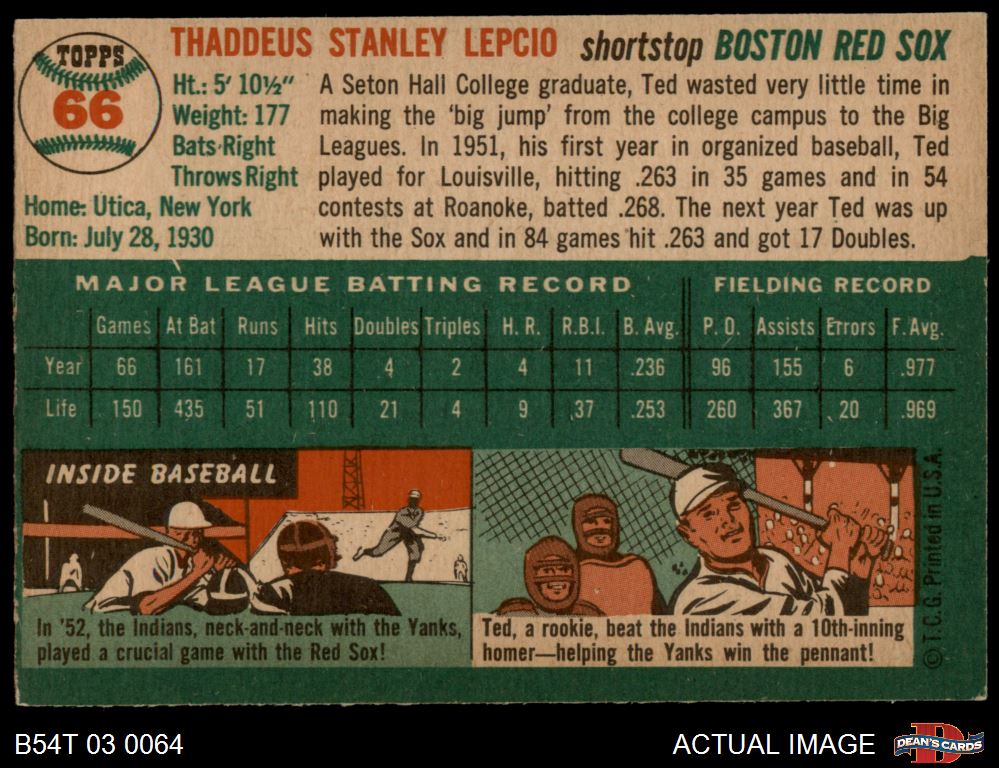 TOPPS
66
THADDEUS STANLEY LEPCIO shortstop BOSTON RED SOX
Ht.: 5' 10½"
Weight: 177
Bats Right
Throws Right
Home: Utica, New York
Born: July 28, 1930
A Seton Hall College graduate, Ted wasted very little time in
making the 'big jump' from the college campus to the Big
Leagues. In 1951, his first year in organized baseball, Ted
played for Louisville, hitting .263 in 35 games and in 54
contests at Roanoke, batted .268. The next year Ted was up
with the Sox and in 84 games hit .263 and got 17 Doubles.
MAJOR LEAGUE BATTING RECORD FIELDING RECORD
Games At Bat Runs Hits Doubles Triples H. R. R.B.I. B. Avg. P. O. Assists Errors F. Avg.
Year 66 161 17 38 4 2 4 11 .236 96 155 6 .977
Life 150 435 51 110 21 4 9 37 .253 260 367 20 .969
INSIDE BASEBALL
In '52, the Indians, neck-and-neck with the Yanks,
played a crucial game with the Red Sox!
Ted, a rookie, beat the Indians with a 10th-inning
homer—helping the Yanks win the pennant!
© T.C.G. Printed in U.S.A.
B54T 03 0064 ACTUAL IMAGE DEAN'S CARDS